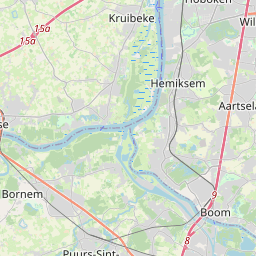 Hoboken
Kruibeke
Wil
15a
15a
Hemiksem
Aartsela
se
9
Bornem
Boom
8
Puurs-Sint-